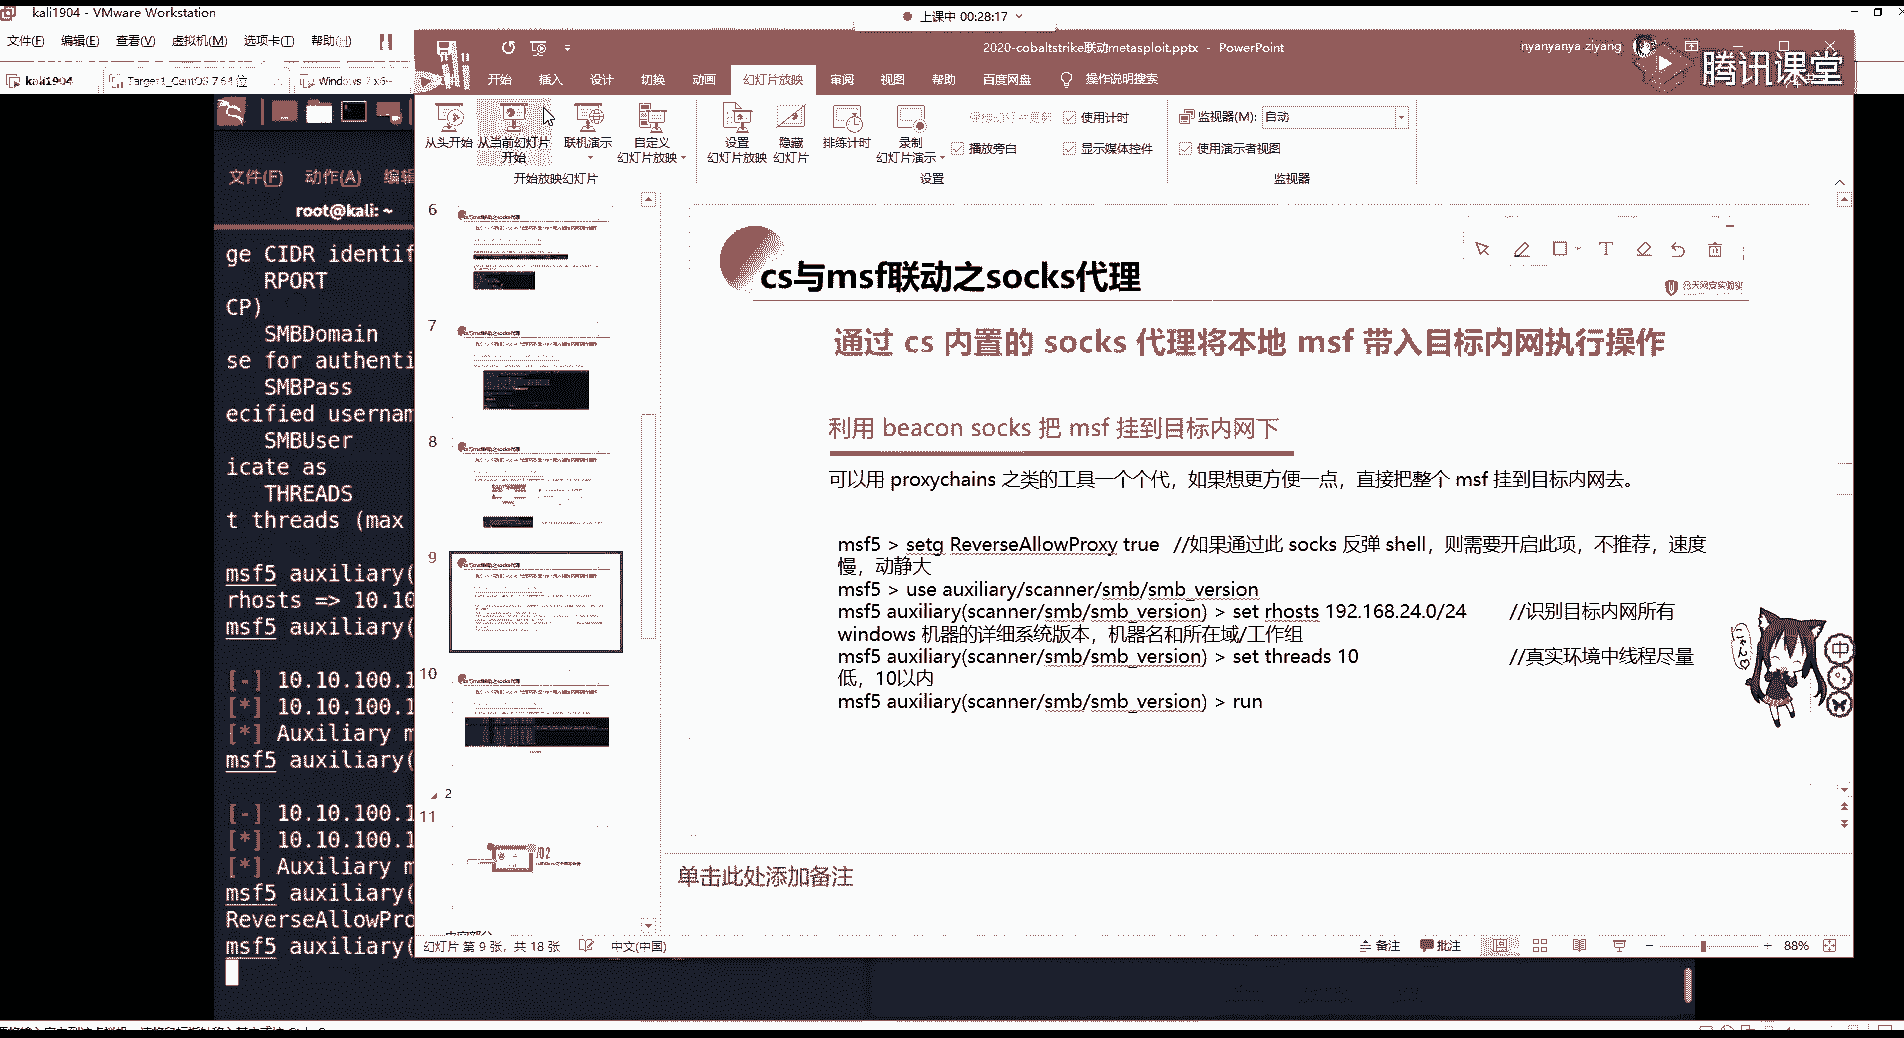 kali1904 - VMware Workstation
上课中 00:28:17
文件(F) 编辑(E) 查看(V) 虚拟机(M) 选项卡(T) 帮助(H)
2020-cobaltstrike联动metasploit.pptx - PowerPoint
nyanyanya ziyang
腾讯课堂
kali1904
Target1_CentOS 7 64 位
Windows 7 x6
开始 插入 设计 切换 动画 幻灯片放映 审阅 视图 帮助 百度网盘 操作说明搜索
从头开始 从当前幻灯片开始 联机演示 自定义幻灯片放映
开始放映幻灯片
设置幻灯片放映 隐藏幻灯片 排练计时 录制幻灯片演示
播放旁白
使用计时
显示媒体控件
设置
监视器(M): 自动
使用演示者视图
监视器
文件(F) 动作(A) 编辑
root@kali: ~
ge CIDR identif
RPORT
CP)
SMBDomain
se for authenti
SMBPass
ecified usernam
SMBUser
icate as
THREADS
t threads (max
msf5 auxiliary(
rhosts => 10.10
msf5 auxiliary(
[-] 10.10.100.1
[*] 10.10.100.1
[*] Auxiliary m
msf5 auxiliary(
[-] 10.10.100.1
[*] 10.10.100.1
[*] Auxiliary m
msf5 auxiliary(
ReverseAllowPro
msf5 auxiliary(
6
7
8
9
10
2
11
cs与msf联动之socks代理
通过 cs 内置的 socks 代理将本地 msf 带入目标内网执行操作
利用 beacon socks 把 msf 挂到目标内网下
可以用 proxychains 之类的工具一个个代，如果想更方便一点，直接把整个 msf 挂到目标内网去。
msf5 > setg ReverseAllowProxy true //如果通过此 socks 反弹 shell，则需要开启此项，不推荐，速度
慢，动静大
msf5 > use auxiliary/scanner/smb/smb_version
msf5 auxiliary(scanner/smb/smb_version) > set rhosts 192.168.24.0/24 //识别目标内网所有
windows 机器的详细系统版本，机器名和所在域/工作组
msf5 auxiliary(scanner/smb/smb_version) > set threads 10 //真实环境中线程尽量
低，10以内
msf5 auxiliary(scanner/smb/smb_version) > run
中
单击此处添加备注
幻灯片 第 9 张，共 18 张 中文(中国)
备注 批注 88%